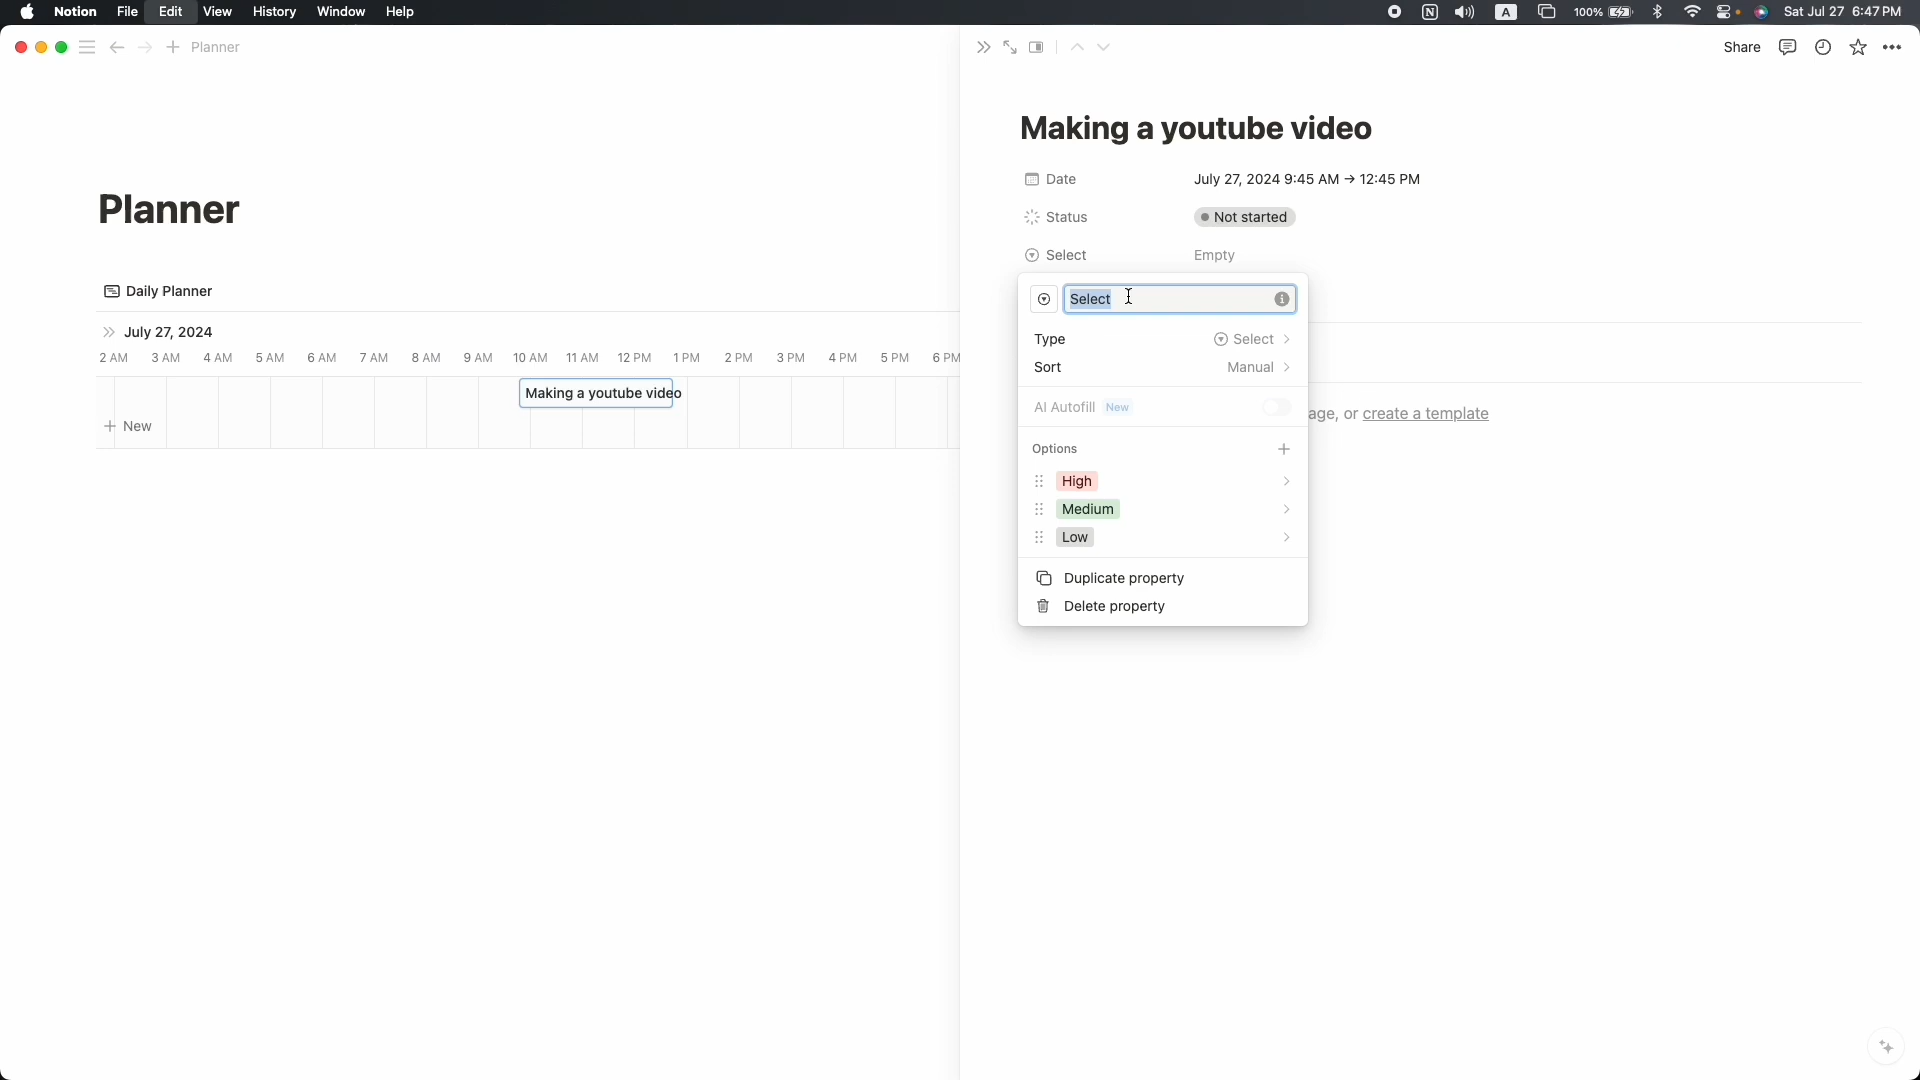 Notion File Edit View History Window Help
A 100% Sat Jul 27 6:47 PM
Planner
Share
Planner
Daily Planner
July 27, 2024
2 AM 3 AM 4 AM 5 AM 6 AM 7 AM 8 AM 9 AM 10 AM 11 AM 12 PM 1 PM 2 PM 3 PM 4 PM 5 PM 6 PM
Making a youtube video
New
Making a youtube video
Date July 27, 2024 9:45 AM → 12:45 PM
Status Not started
Select Empty
Select
Type Select
Sort Manual
AI Autofill New
Options
High
Medium
Low
Duplicate property
Delete property
age, or create a template